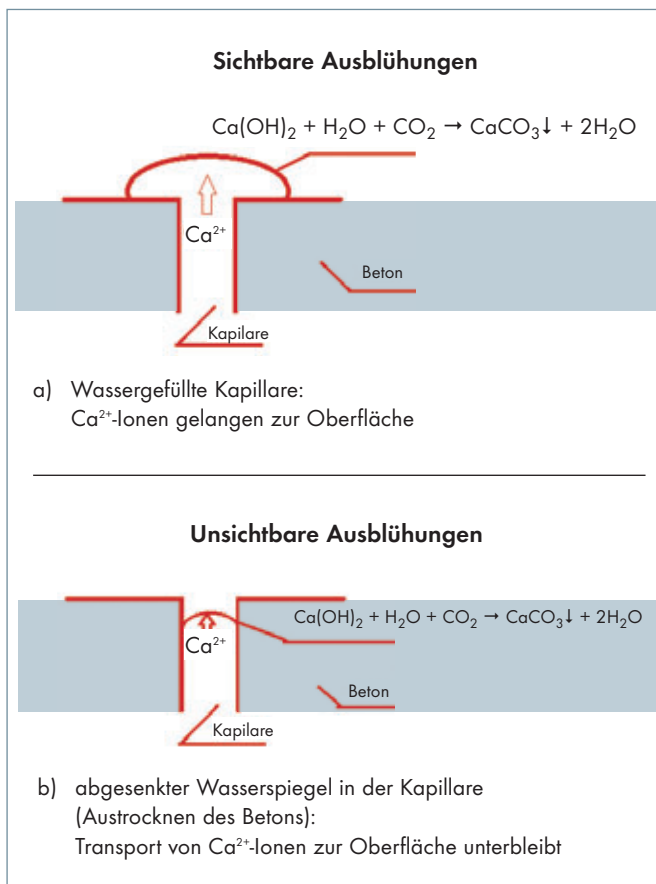 Sichtbare Ausblühungen
Ca(OH)₂ + H₂O + CO₂ → CaCO₃↓ + 2H₂O
Ca²⁺
Beton
Kapilare
a) Wassergefüllte Kapillare:
Ca²⁺-Ionen gelangen zur Oberfläche
Unsichtbare Ausblühungen
Ca(OH)₂ + H₂O + CO₂ → CaCO₃↓ + 2H₂O
Ca²⁺
Beton
Kapilare
b) abgesenkter Wasserspiegel in der Kapillare
(Austrocknen des Betons):
Transport von Ca²⁺-Ionen zur Oberfläche unterbleibt